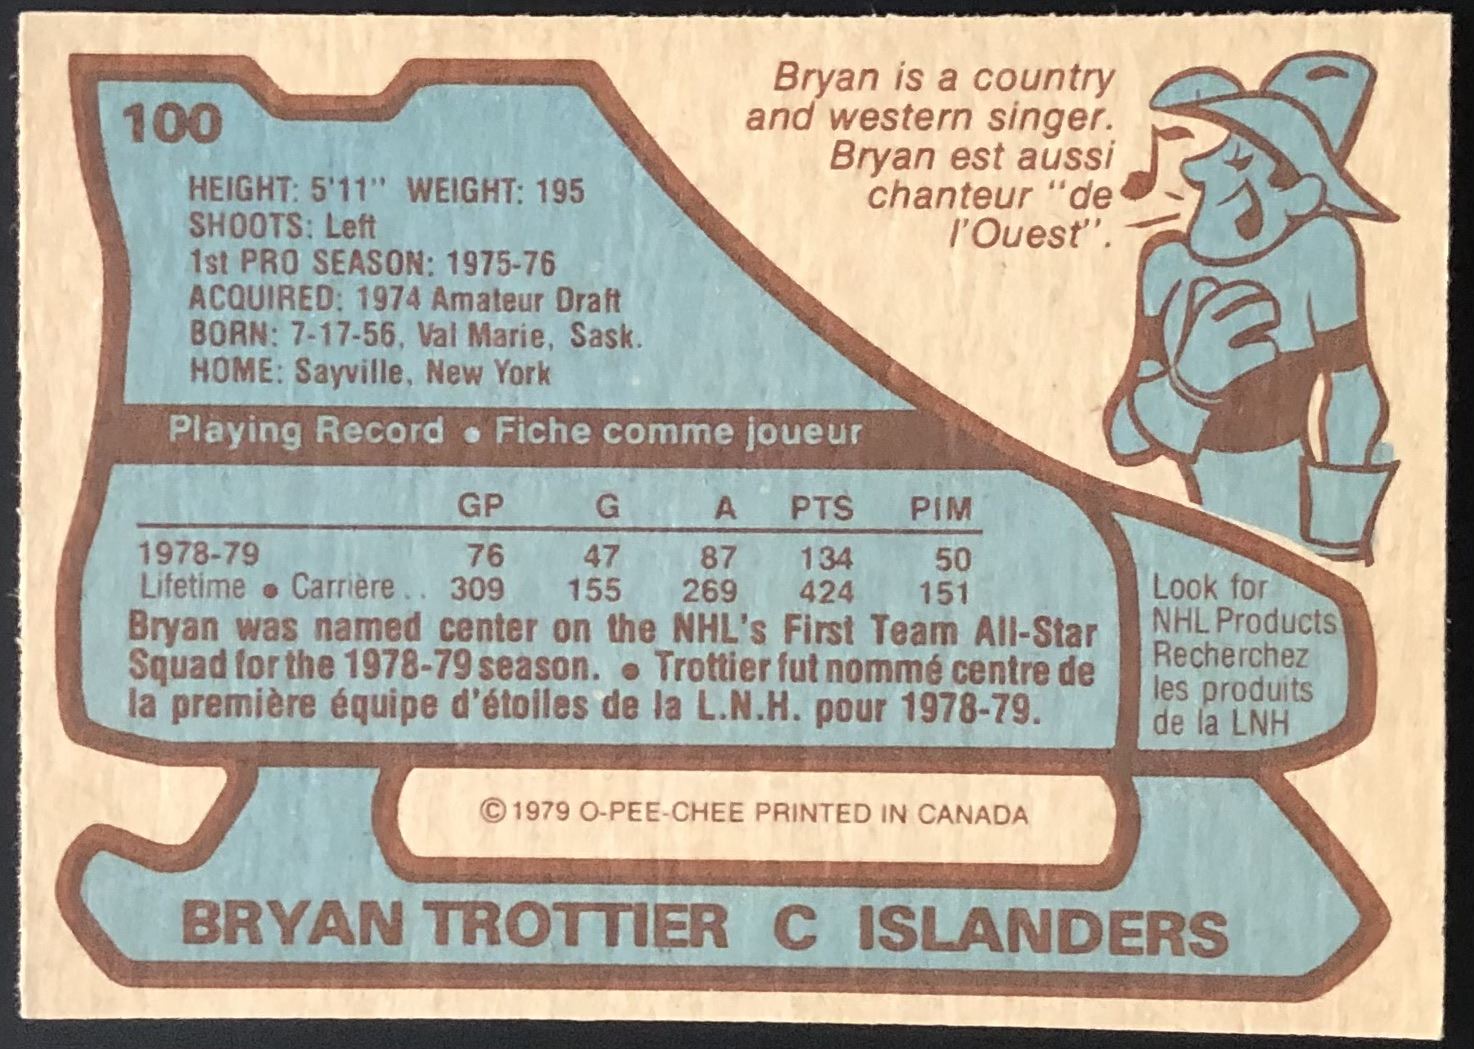 100
Bryan is a country
and western singer.
Bryan est aussi
chanteur "de
l'Ouest".
HEIGHT: 5'11" WEIGHT: 195
SHOOTS: Left
1st PRO SEASON: 1975-76
ACQUIRED: 1974 Amateur Draft
BORN: 7-17-56, Val Marie, Sask.
HOME: Sayville, New York
Playing Record • Fiche comme joueur
GP G A PTS PIM
1978-79 76 47 87 134 50
Lifetime • Carrière .. 309 155 269 424 151
Bryan was named center on the NHL's First Team All-Star
Squad for the 1978-79 season. • Trottier fut nommé centre de
la première équipe d'étoiles de la L.N.H. pour 1978-79.
Look for
NHL Products
Recherchez
les produits
de la LNH
© 1979 O-PEE-CHEE PRINTED IN CANADA
BRYAN TROTTIER C ISLANDERS